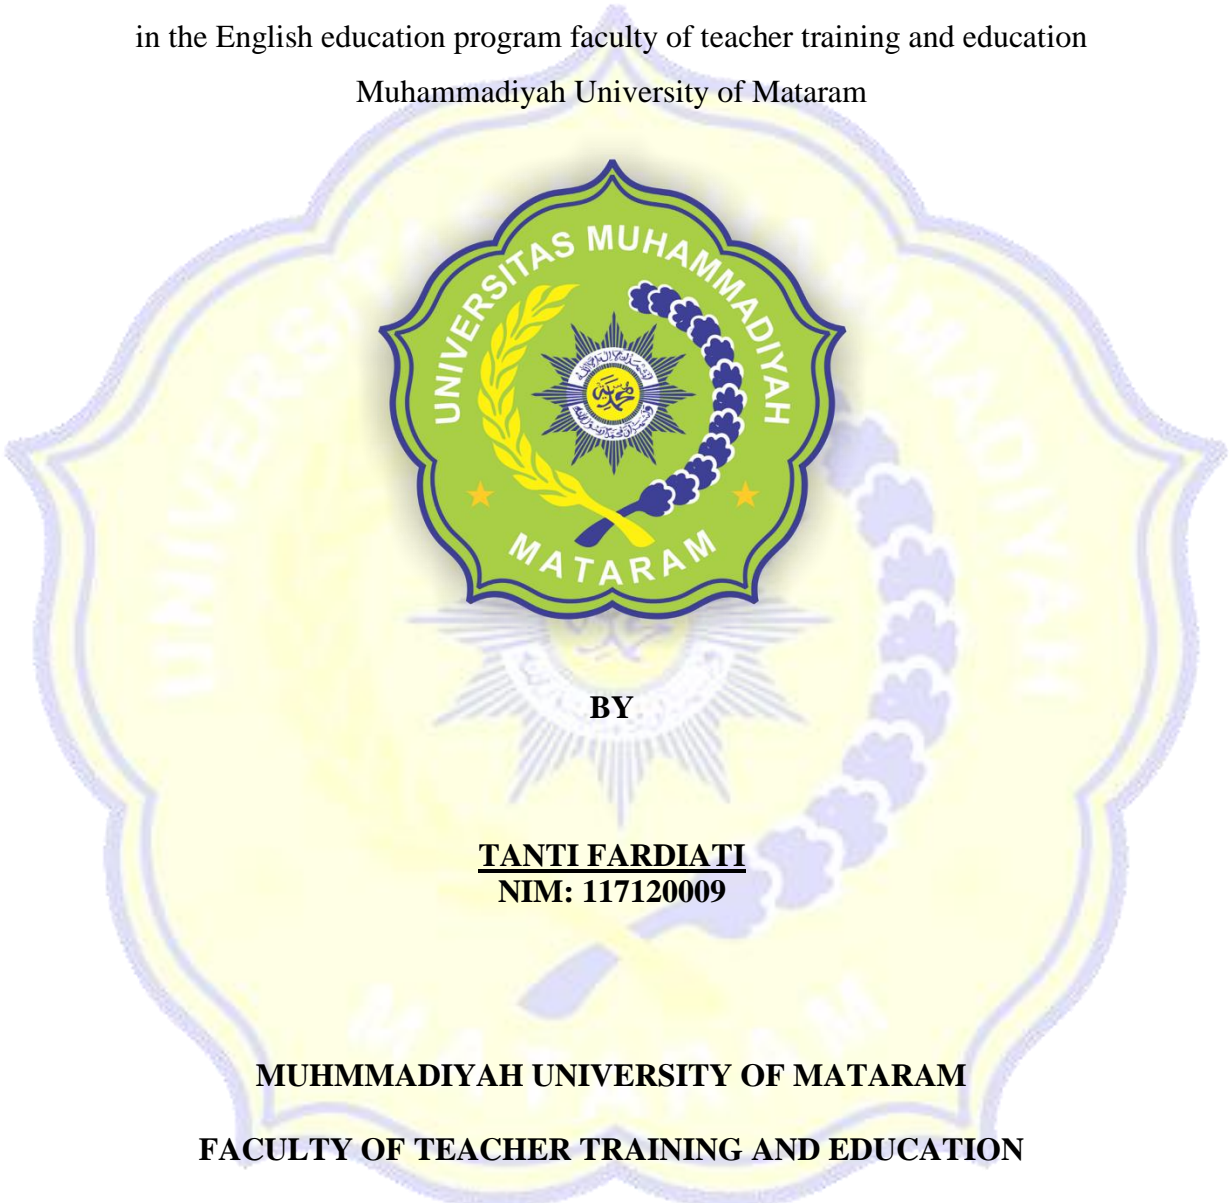 in the English education program faculty of teacher training and education
Muhammadiyah University of Mataram
UNIVERSITAS MUHAMMADIYAH
MATARAM
BY
TANTI FARDIATI
NIM: 117120009
MUHMMADIYAH UNIVERSITY OF MATARAM
FACULTY OF TEACHER TRAINING AND EDUCATION